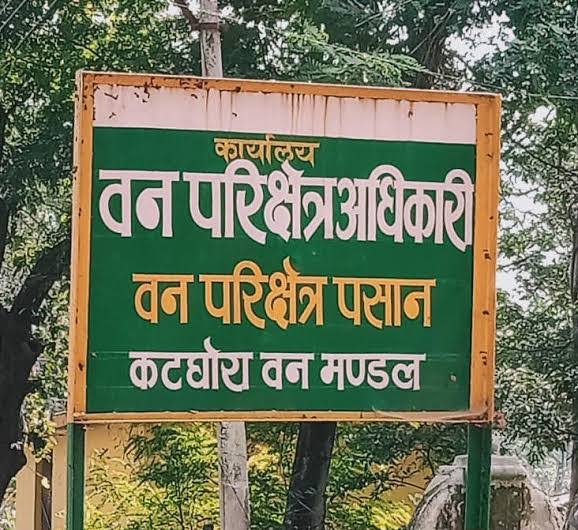 कार्यालय
वन परिक्षेत्र अधिकारी
वन परिक्षेत्र पसान
कटघोरा वन मण्डल